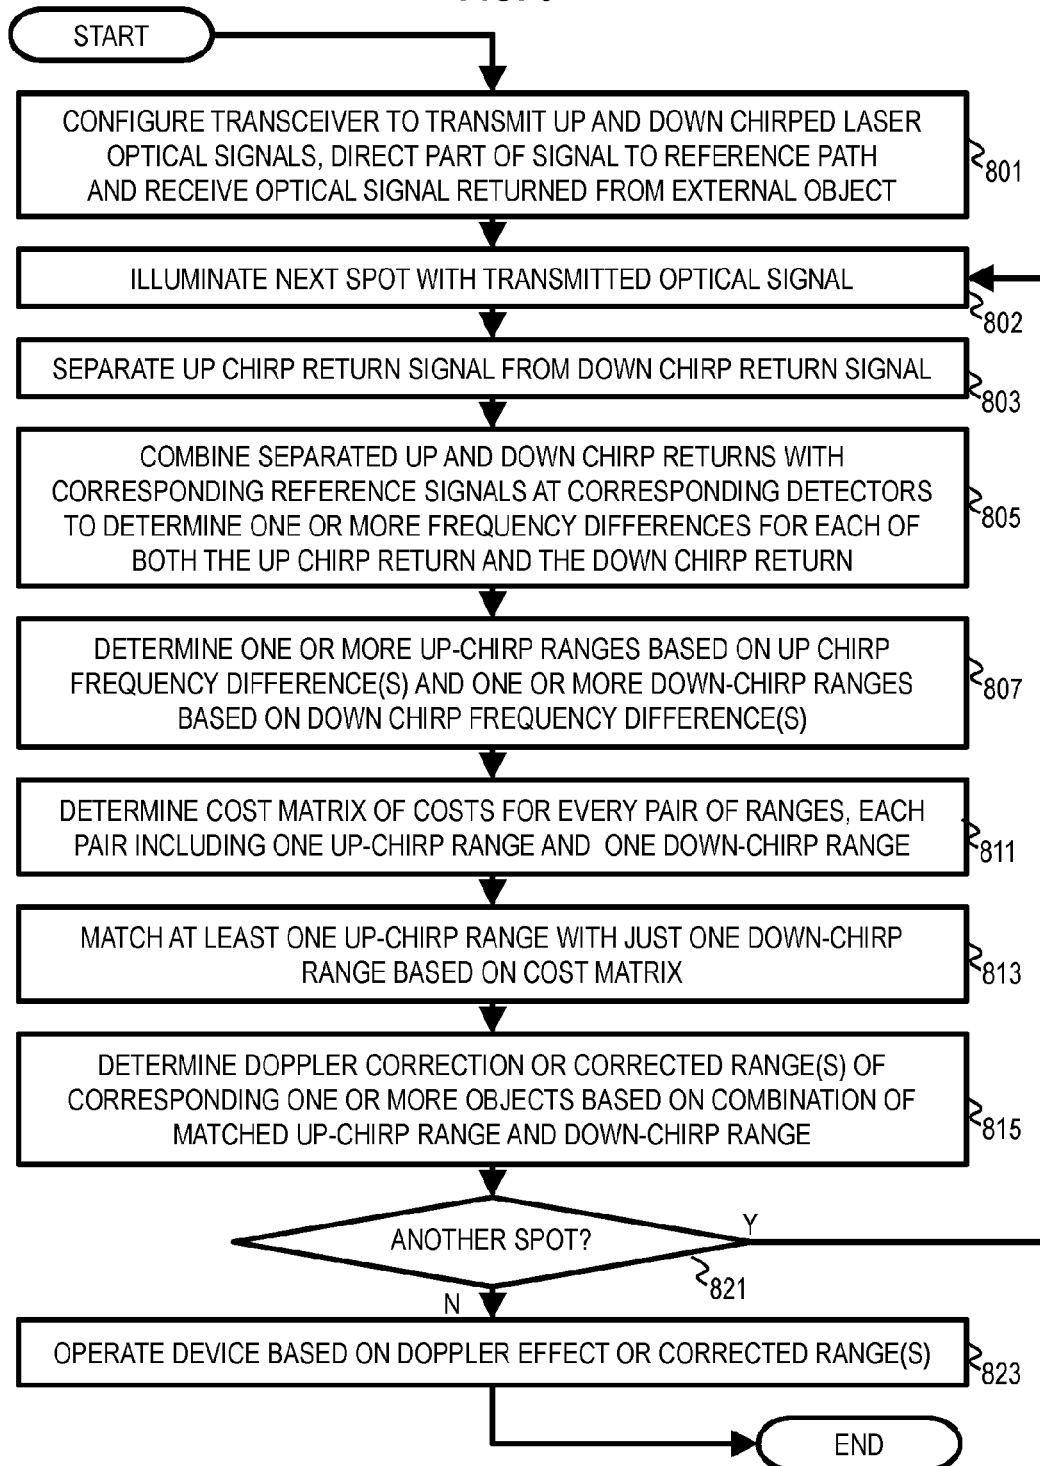 START
CONFIGURE TRANSCEIVER TO TRANSMIT UP AND DOWN CHIRPED LASER
OPTICAL SIGNALS, DIRECT PART OF SIGNAL TO REFERENCE PATH
AND RECEIVE OPTICAL SIGNAL RETURNED FROM EXTERNAL OBJECT
801
ILLUMINATE NEXT SPOT WITH TRANSMITTED OPTICAL SIGNAL
802
SEPARATE UP CHIRP RETURN SIGNAL FROM DOWN CHIRP RETURN SIGNAL
803
COMBINE SEPARATED UP AND DOWN CHIRP RETURNS WITH
CORRESPONDING REFERENCE SIGNALS AT CORRESPONDING DETECTORS
TO DETERMINE ONE OR MORE FREQUENCY DIFFERENCES FOR EACH OF
BOTH THE UP CHIRP RETURN AND THE DOWN CHIRP RETURN
805
DETERMINE ONE OR MORE UP-CHIRP RANGES BASED ON UP CHIRP
FREQUENCY DIFFERENCE(S) AND ONE OR MORE DOWN-CHIRP RANGES
BASED ON DOWN CHIRP FREQUENCY DIFFERENCE(S)
807
DETERMINE COST MATRIX OF COSTS FOR EVERY PAIR OF RANGES, EACH
PAIR INCLUDING ONE UP-CHIRP RANGE AND ONE DOWN-CHIRP RANGE
811
MATCH AT LEAST ONE UP-CHIRP RANGE WITH JUST ONE DOWN-CHIRP
RANGE BASED ON COST MATRIX
813
DETERMINE DOPPLER CORRECTION OR CORRECTED RANGE(S) OF
CORRESPONDING ONE OR MORE OBJECTS BASED ON COMBINATION OF
MATCHED UP-CHIRP RANGE AND DOWN-CHIRP RANGE
815
ANOTHER SPOT?
Y
821
N
OPERATE DEVICE BASED ON DOPPLER EFFECT OR CORRECTED RANGE(S)
823
END